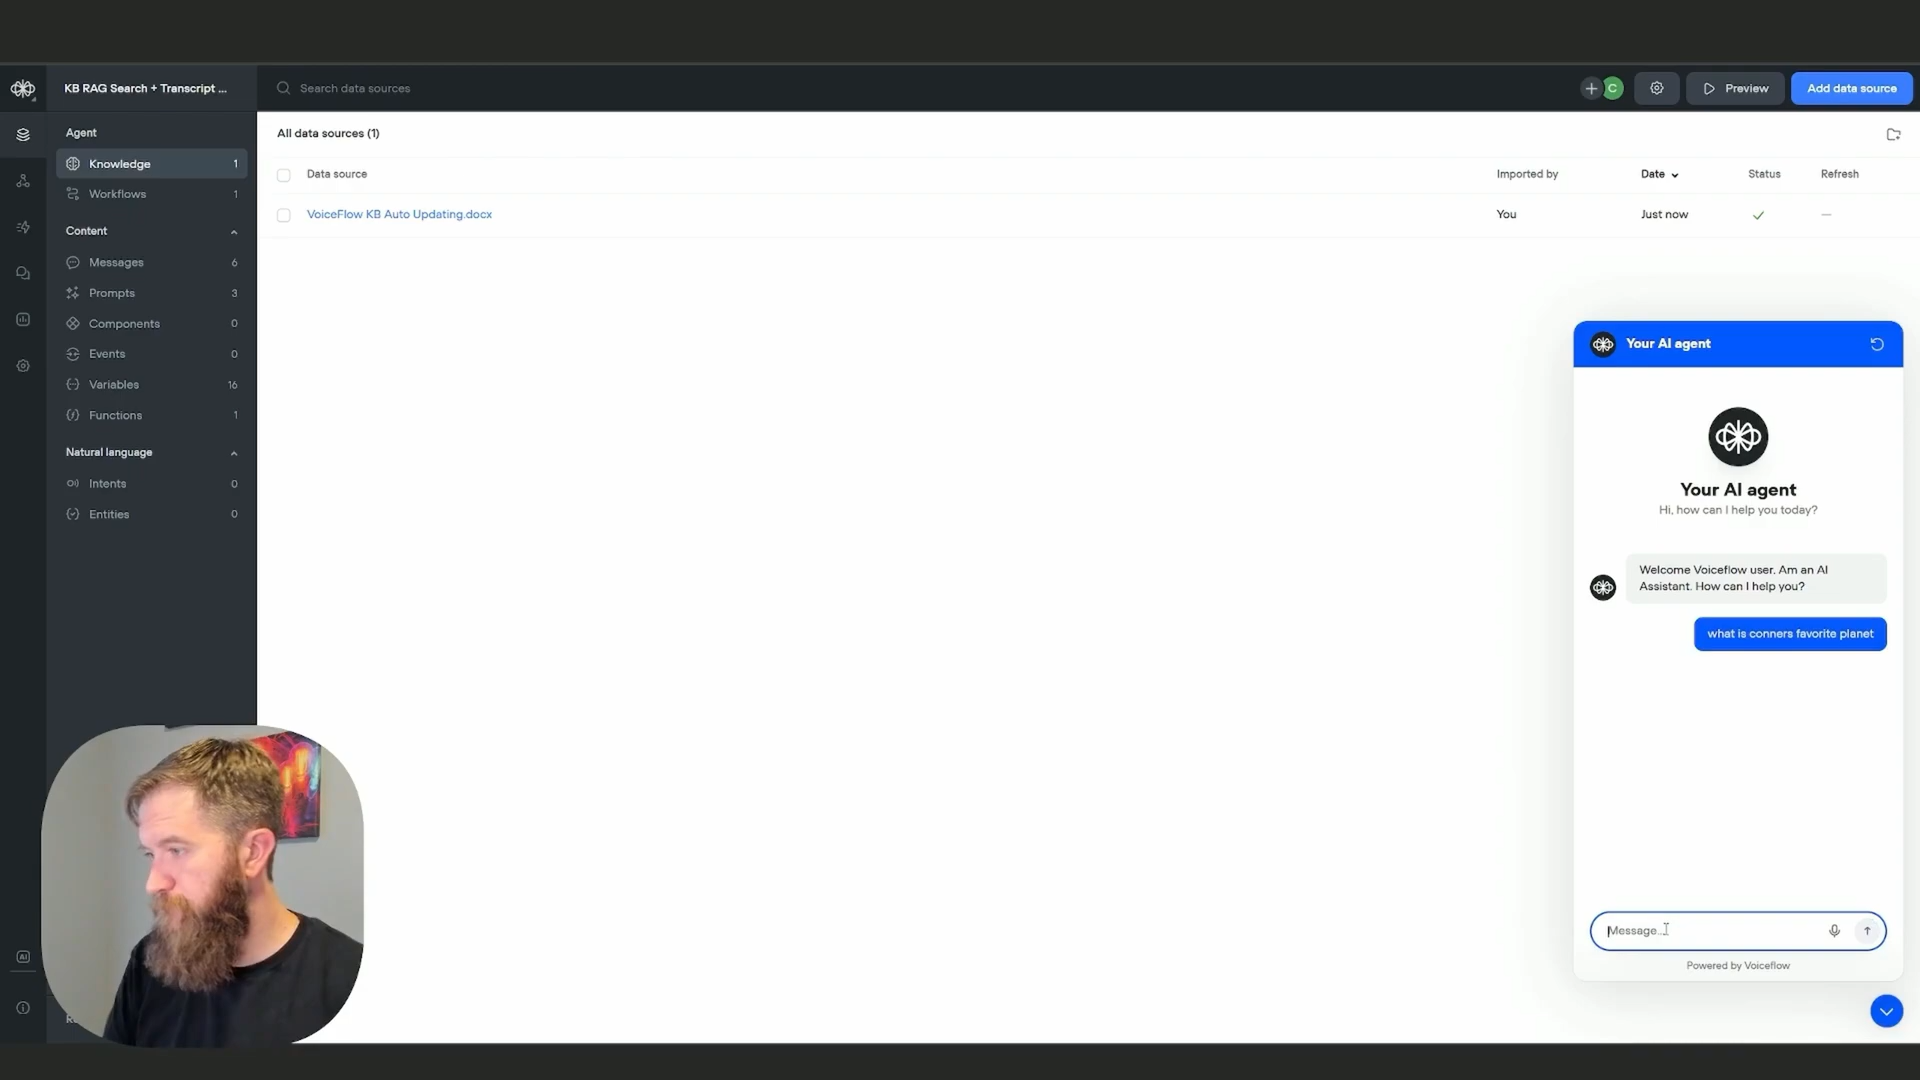 KB RAG Search + Transcript ...
Search data sources
C
Preview
Add data source
Agent
Knowledge 1
Workflows 1
Content
Messages 6
Prompts 3
Components 0
Events 0
Variables 16
Functions 1
Natural language
Intents 0
Entities 0
All data sources (1)
Data source Imported by Date Status Refresh
VoiceFlow KB Auto Updating.docx You Just now
Your AI agent
Your AI agent
Hi, how can I help you today?
Welcome Voiceflow user. Am an AI
Assistant. How can I help you?
what is conners favorite planet
Message...
Powered by Voiceflow
AI